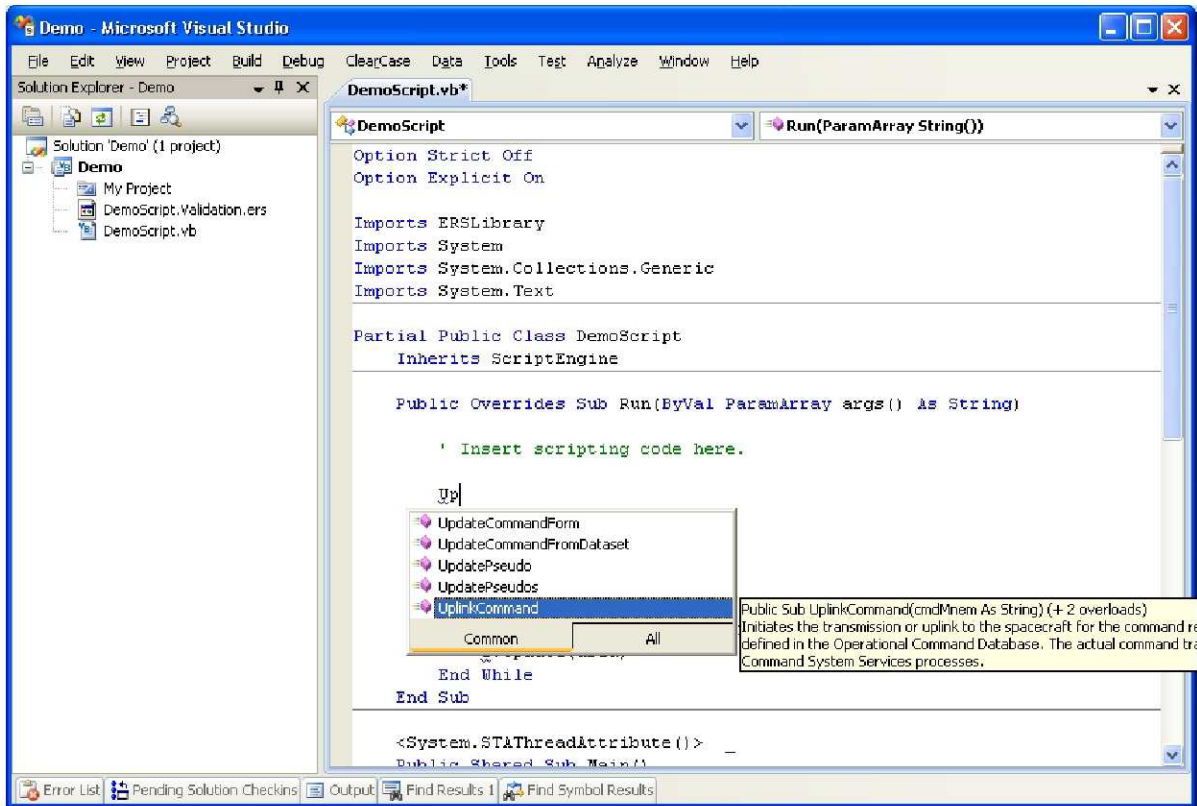 Demo - Microsoft Visual Studio
File Edit View Project Build Debug ClearCase Data Tools Test Analyze Window Help
Solution Explorer - Demo
DemoScript.vb*
DemoScript
Run(ParamArray String())
Solution 'Demo' (1 project)
Demo
My Project
DemoScript.Validation.ers
DemoScript.vb
Option Strict Off
Option Explicit On
Imports ERSLibrary
Imports System
Imports System.Collections.Generic
Imports System.Text
Partial Public Class DemoScript
Inherits ScriptEngine
Public Overrides Sub Run(ByVal ParamArray args() As String)
' Insert scripting code here.
Up
UpdateCommandForm
UpdateCommandFromDataset
UpdatePseudo
UpdatePseudos
UplinkCommand
Common All
Public Sub UplinkCommand(cmdMnem As String) (+ 2 overloads)
Initiates the transmission or uplink to the spacecraft for the command re
defined in the Operational Command Database. The actual command tra
Command System Services processes.
End While
End Sub
<System.STAThreadAttribute()> _
Public Shared Sub Main()
Error List Pending Solution Checkins Output Find Results 1 Find Symbol Results